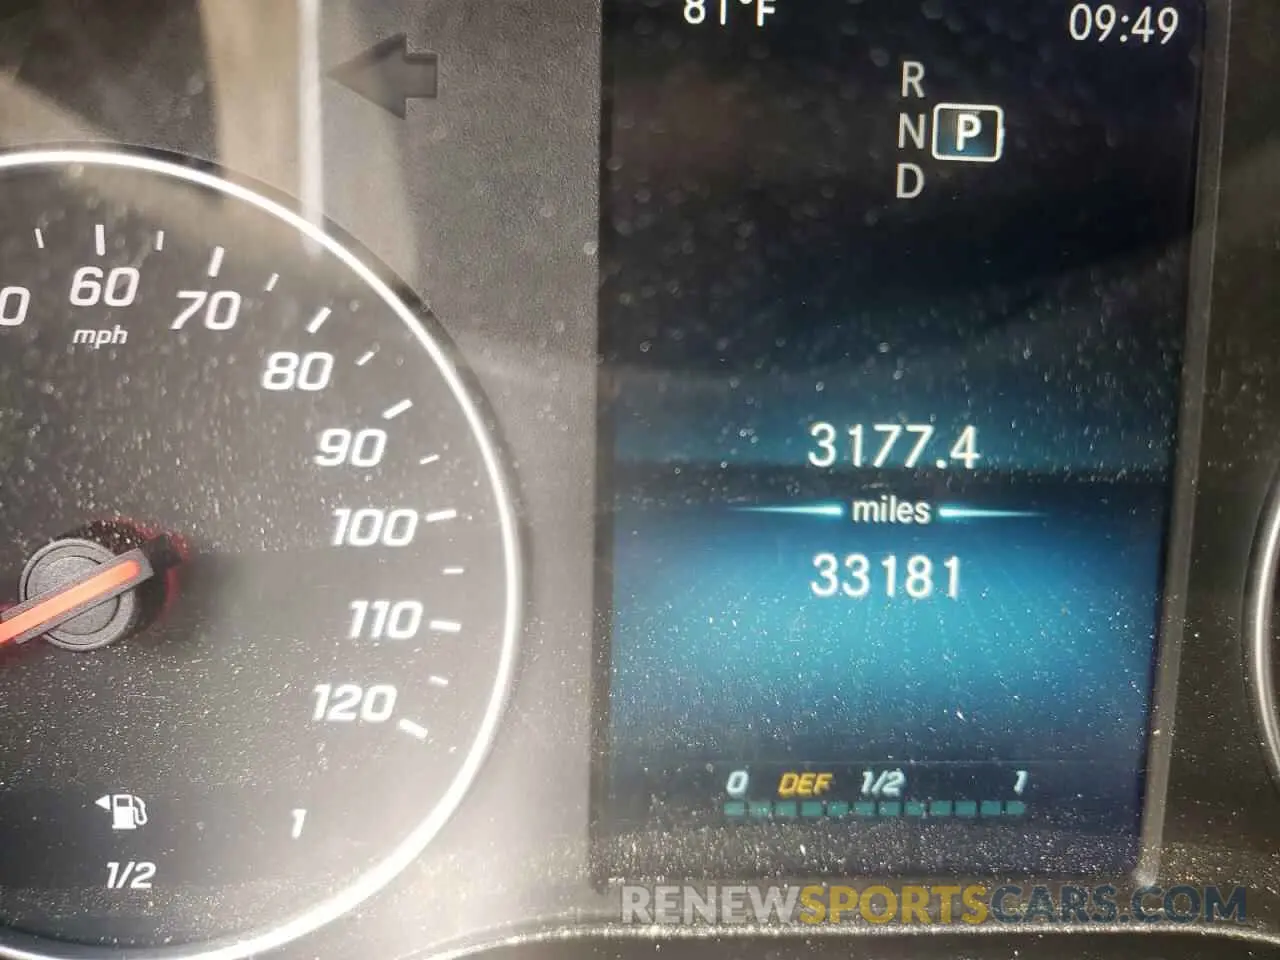 81°F
09:49
R
N P
D
60
mph
70
80
90
100
110
120
3177.4
miles
33181
0 DEF 1/2 1
1/2
1
RENEWSPORTSCARS.COM